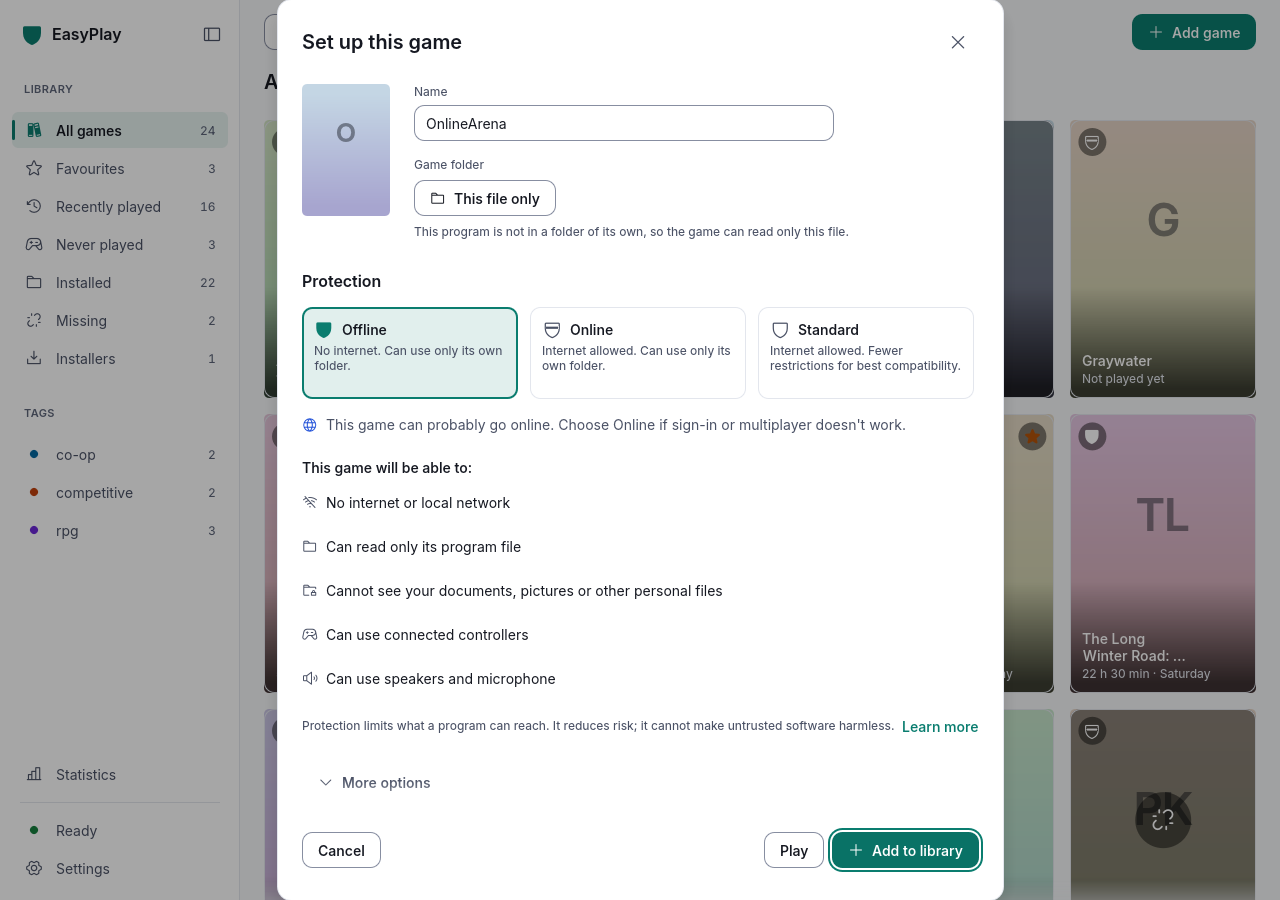 EasyPlay
Add game
LIBRARY
All games 24
Favourites 3
Recently played 16
Never played 3
Installed 22
Missing 2
Installers 1
TAGS
co-op 2
competitive 2
rpg 3
Statistics
Ready
Settings
Set up this game
O
Name
OnlineArena
Game folder
This file only
This program is not in a folder of its own, so the game can read only this file.
Protection
Offline
No internet. Can use only its own
folder.
Online
Internet allowed. Can use only its
own folder.
Standard
Internet allowed. Fewer
restrictions for best compatibility.
This game can probably go online. Choose Online if sign-in or multiplayer doesn't work.
This game will be able to:
No internet or local network
Can read only its program file
Cannot see your documents, pictures or other personal files
Can use connected controllers
Can use speakers and microphone
Protection limits what a program can reach. It reduces risk; it cannot make untrusted software harmless. Learn more
More options
Cancel
Play
Add to library
G
Graywater
Not played yet
TL
The Long
Winter Road: ...
22 h 30 min · Saturday